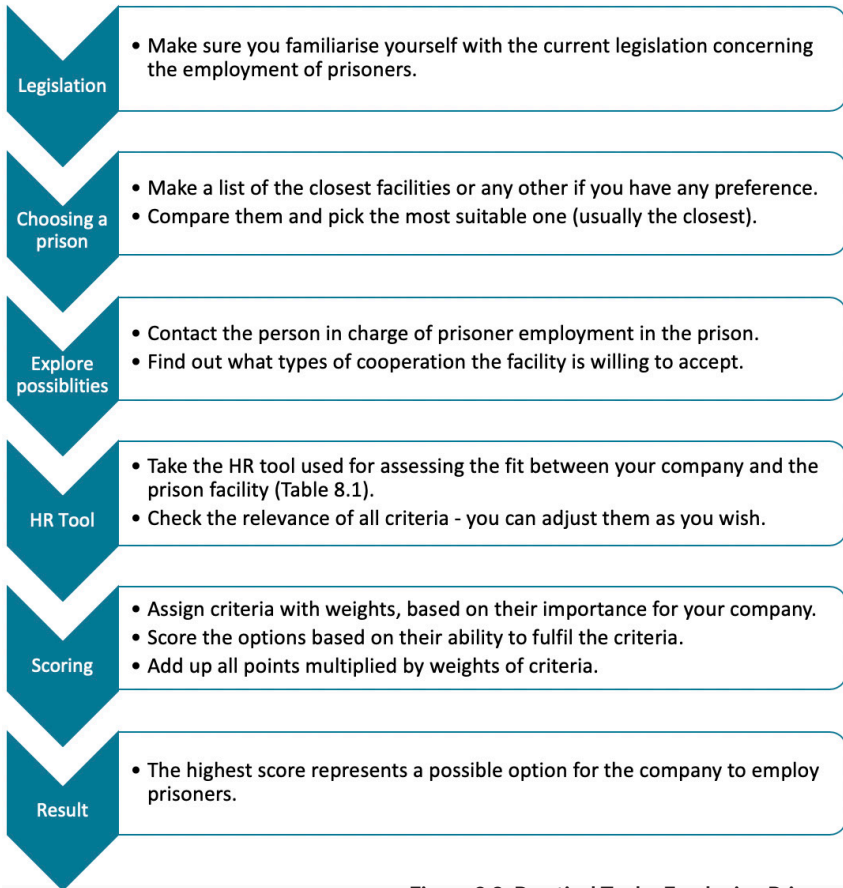 Legislation
• Make sure you familiarise yourself with the current legislation concerning
the employment of prisoners.
Choosing a
prison
• Make a list of the closest facilities or any other if you have any preference.
• Compare them and pick the most suitable one (usually the closest).
Explore
possiblities
• Contact the person in charge of prisoner employment in the prison.
• Find out what types of cooperation the facility is willing to accept.
HR Tool
• Take the HR tool used for assessing the fit between your company and the
prison facility (Table 8.1).
• Check the relevance of all criteria - you can adjust them as you wish.
Scoring
• Assign criteria with weights, based on their importance for your company.
• Score the options based on their ability to fulfil the criteria.
• Add up all points multiplied by weights of criteria.
Result
• The highest score represents a possible option for the company to employ
prisoners.